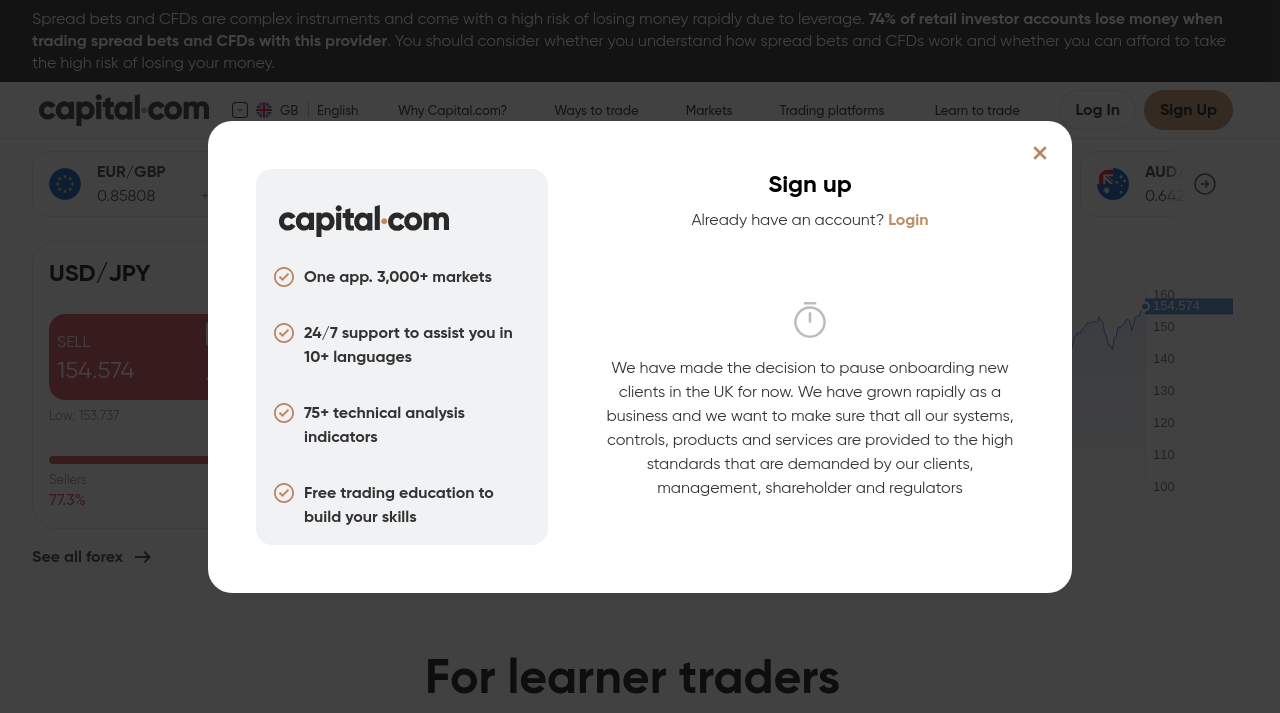 Spread bets and CFDs are complex instruments and come with a high risk of losing money rapidly due to leverage. 74% of retail investor accounts lose money when
trading spread bets and CFDs with this provider. You should consider whether you understand how spread bets and CFDs work and whether you can afford to take
the high risk of losing your money.
capital.com
GB
English
Why Capital.com?
Ways to trade
Markets
Trading platforms
Learn to trade
Log In
Sign Up
EUR/GBP
0.85808
AUD/
0.642
USD/JPY
SELL
154.574
Low: 153.737
Sellers
77.3%
See all forex
160
154.574
150
140
130
120
110
100
capital.com
One app. 3,000+ markets
24/7 support to assist you in
10+ languages
75+ technical analysis
indicators
Free trading education to
build your skills
Sign up
Already have an account? Login
We have made the decision to pause onboarding new
clients in the UK for now. We have grown rapidly as a
business and we want to make sure that all our systems,
controls, products and services are provided to the high
standards that are demanded by our clients,
management, shareholder and regulators
For learner traders